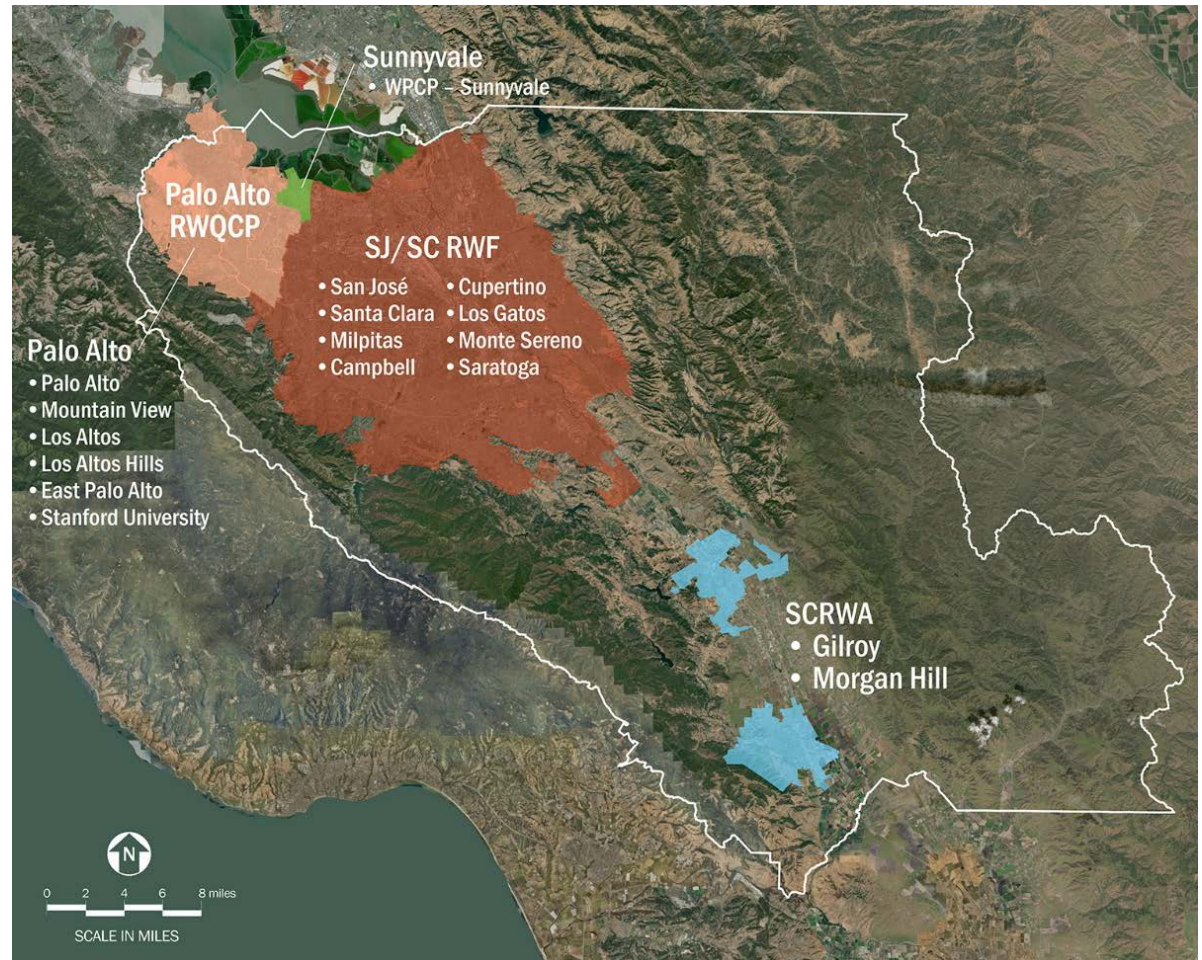 Sunnyvale
• WPCP – Sunnyvale
Palo Alto
RWQCP
SJ/SC RWF
• San José
• Santa Clara
• Milpitas
• Campbell
• Cupertino
• Los Gatos
• Monte Sereno
• Saratoga
Palo Alto
• Palo Alto
• Mountain View
• Los Altos
• Los Altos Hills
• East Palo Alto
• Stanford University
SCRWA
• Gilroy
• Morgan Hill
N
0 2 4 6 8 miles
SCALE IN MILES